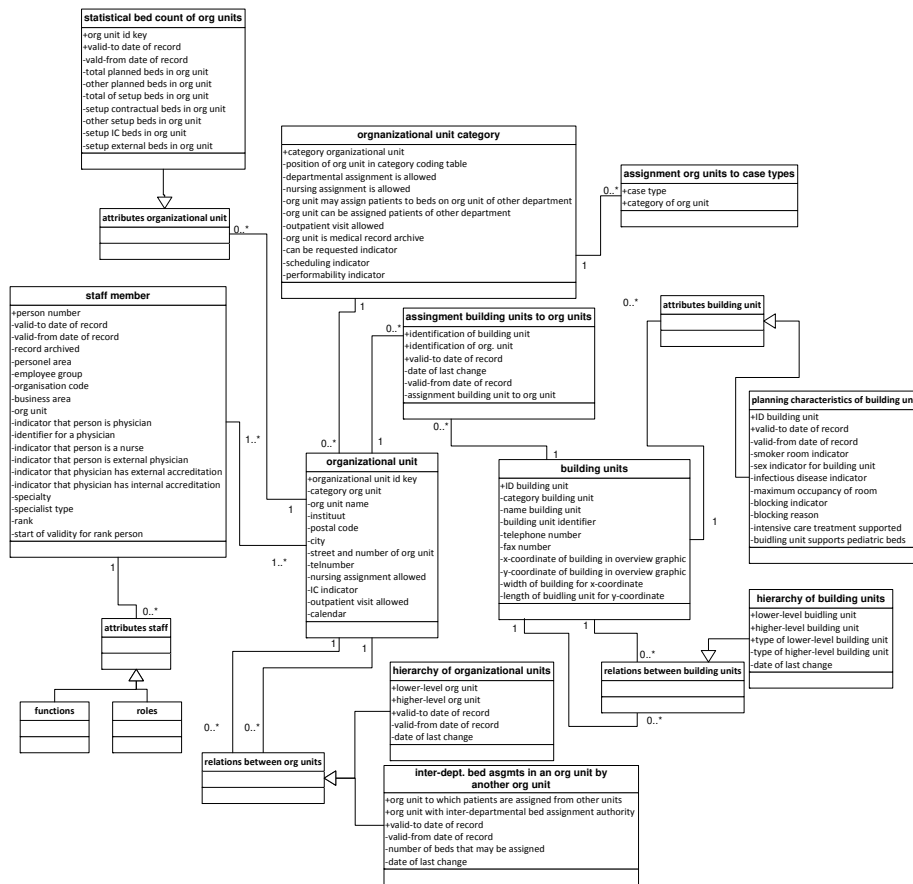 statistical bed count of org units
+org unit id key
+valid-to date of record
-vald-from date of record
-total planned beds in org unit
-other planned beds in org unit
-total of setup beds in org unit
-setup contractual beds in org unit
-other setup beds in org unit
-setup IC beds in org unit
-setup external beds in org unit
attributes organizational unit
0..*
orgnanizational unit category
+category organizational unit
-position of org unit in category coding table
-departmental assignment is allowed
-nursing assignment is allowed
-org unit may assign patients to beds on org unit of other department
-org unit can be assigned patients of other department
-outpatient visit allowed
-org unit is medical record archive
-can be requested indicator
-scheduling indicator
-performability indicator
1
1
assignment org units to case types
+case type
+category of org unit
0..*
staff member
+person number
-valid-to date of record
-valid-from date of record
-record archived
-personel area
-employee group
-organisation code
-business area
-org unit
-indicator that person is physician
-identifier for a physician
-indicator that person is a nurse
-indicator that person is external physician
-indicator that physician has external accreditation
-indicator that physician has internal accreditation
-specialty
-specialist type
-rank
-start of validity for rank person
1..*
1
0..*
assingment building units to org units
+identification of building unit
+identification of org. unit
+valid-to date of record
-date of last change
-valid-from date of record
-assignment building unit to org unit
0..*
0..*
attributes building unit
0..*
planning characteristics of building unit
+ID building unit
+valid-to date of record
-valid-from date of record
-smoker room indicator
-sex indicator for building unit
-infectious disease indicator
-maximum occupancy of room
-blocking indicator
-blocking reason
-intensive care treatment supported
-buidling unit supports pediatric beds
0..*
1
organizational unit
+organizational unit id key
-category org unit
-org unit name
-instituut
-postal code
-city
-street and number of org unit
-telnumber
-nursing assignment allowed
-IC indicator
-outpatient visit allowed
-calendar
1
1..*
1
1
1
building units
+ID building unit
-category building unit
-name building unit
-building unit identifier
-telephone number
-fax number
-x-coordinate of building in overview graphic
-y-coordinate of building in overview graphic
-width of building for x-coordinate
-length of buidling unit for y-coordinate
1
1
1
hierarchy of building units
+lower-level buidling unit
+higher-level building unit
+type of lower-level building unit
-type of higher-level building unit
-date of last change
attributes staff
functions
roles
0..*
relations between building units
0..*
hierarchy of organizational units
+lower-level org unit
+higher-level org unit
+valid-to date of record
-valid-from date of record
-date of last change
0..*
0..*
relations between org units
inter-dept. bed asgmts in an org unit by
another org unit
+org unit to which patients are assigned from other units
+org unit with inter-departmental bed assignment authority
+valid-to date of record
-valid-from date of record
-number of beds that may be assigned
-date of last change